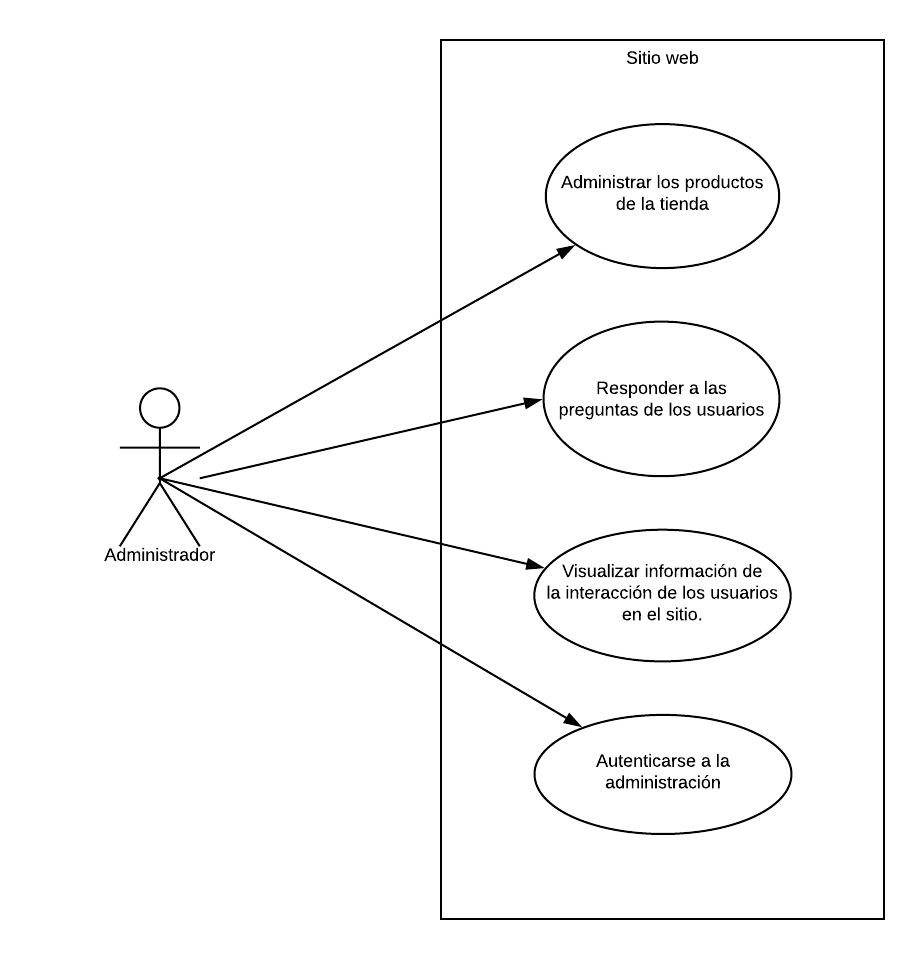 Sitio web
Administrar los productos
de la tienda
Responder a las
preguntas de los usuarios
Administrador
Visualizar información de
la interacción de los usuarios
en el sitio.
Autenticarse a la
administración